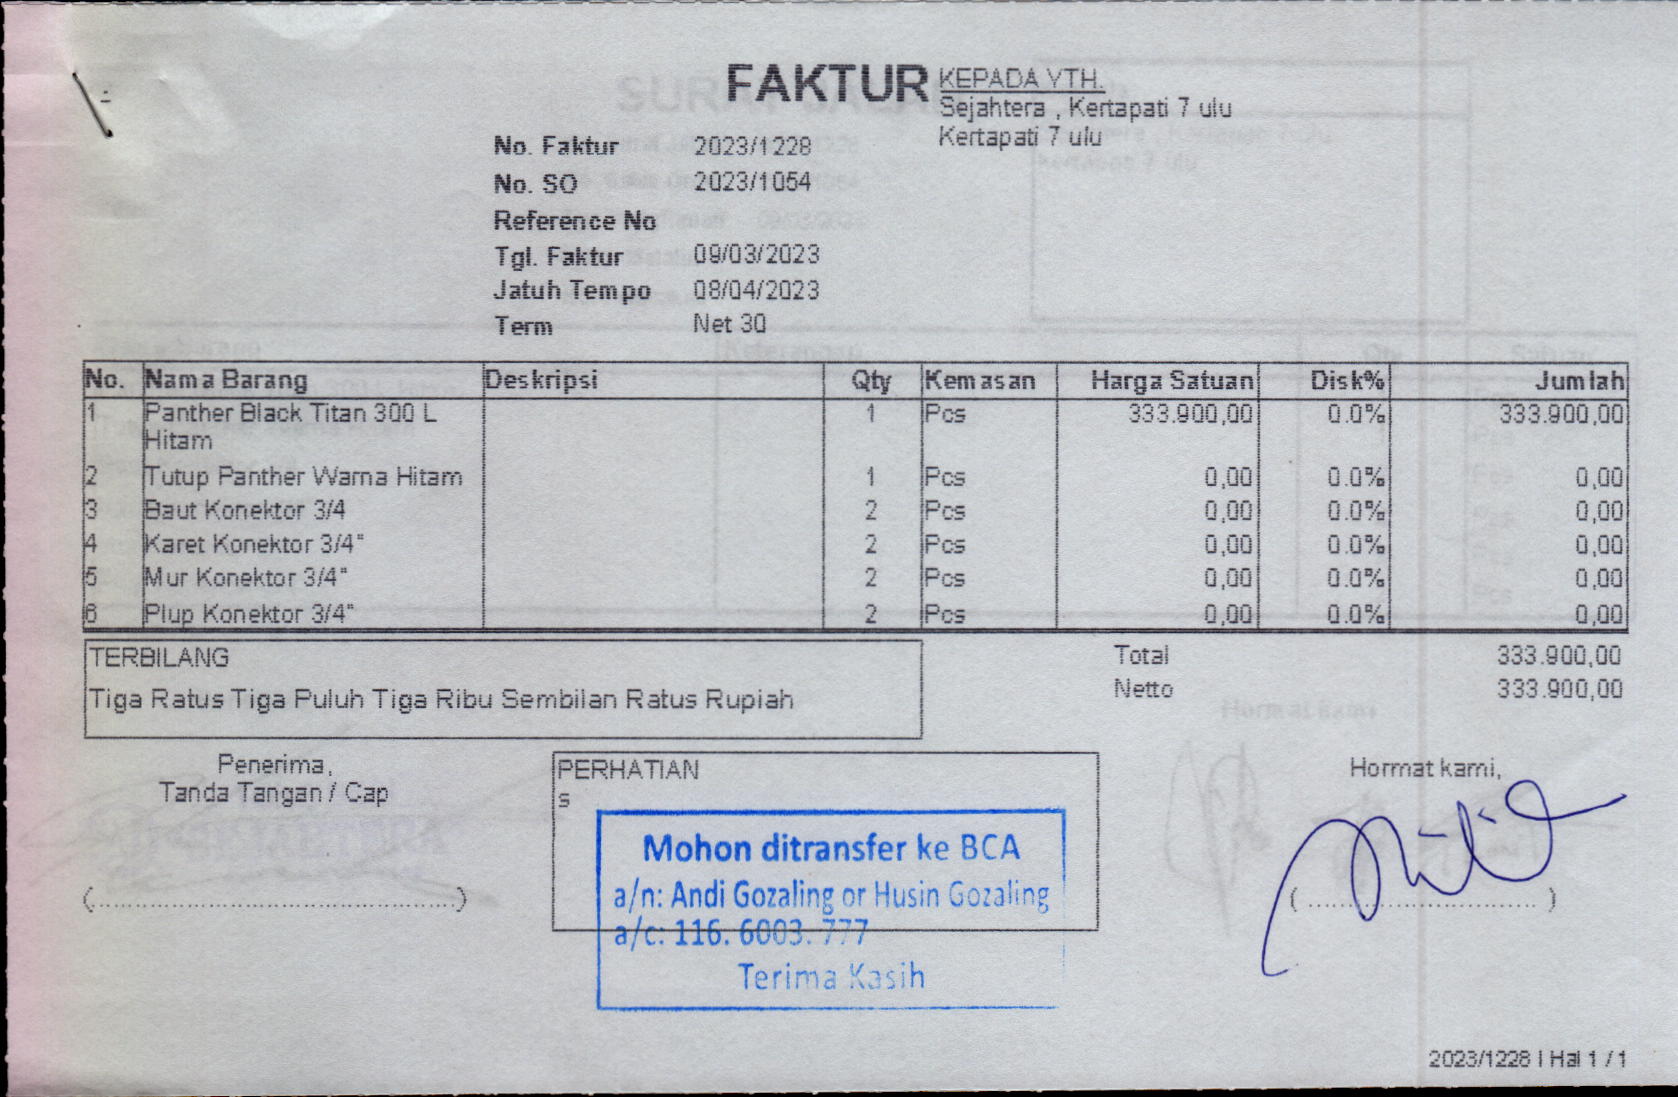 FAKTUR
KEPADA YTH.
Sejahtera , Kertapati 7 ulu
Kertapati 7 ulu
No. Faktur 2023/1228
No. SO 2023/1054
Reference No
Tgl. Faktur 09/03/2023
Jatuh Tempo 08/04/2023
Term Net 30
No. Nama Barang Deskripsi Qty Kemasan Harga Satuan Disk% Jumlah
1 Panther Black Titan 300 L 1 Pcs 333.900,00 0.0% 333.900,00
Hitam
2 Tutup Panther Warna Hitam 1 Pcs 0,00 0.0% 0,00
3 Baut Konektor 3/4 2 Pcs 0,00 0.0% 0,00
4 Karet Konektor 3/4" 2 Pcs 0,00 0.0% 0,00
5 Mur Konektor 3/4" 2 Pcs 0,00 0.0% 0,00
6 Plup Konektor 3/4" 2 Pcs 0,00 0.0% 0,00
TERBILANG
Tiga Ratus Tiga Puluh Tiga Ribu Sembilan Ratus Rupiah
Total 333.900,00
Netto 333.900,00
Penerima,
Tanda Tangan / Cap
(..............................................)
PERHATIAN
s
Mohon ditransfer ke BCA
a/n: Andi Gozaling or Husin Gozaling
a/c: 116. 6003. 777
Terima Kasih
Hormat kami,
( .............................. )
2023/1228 | Hal 1 / 1